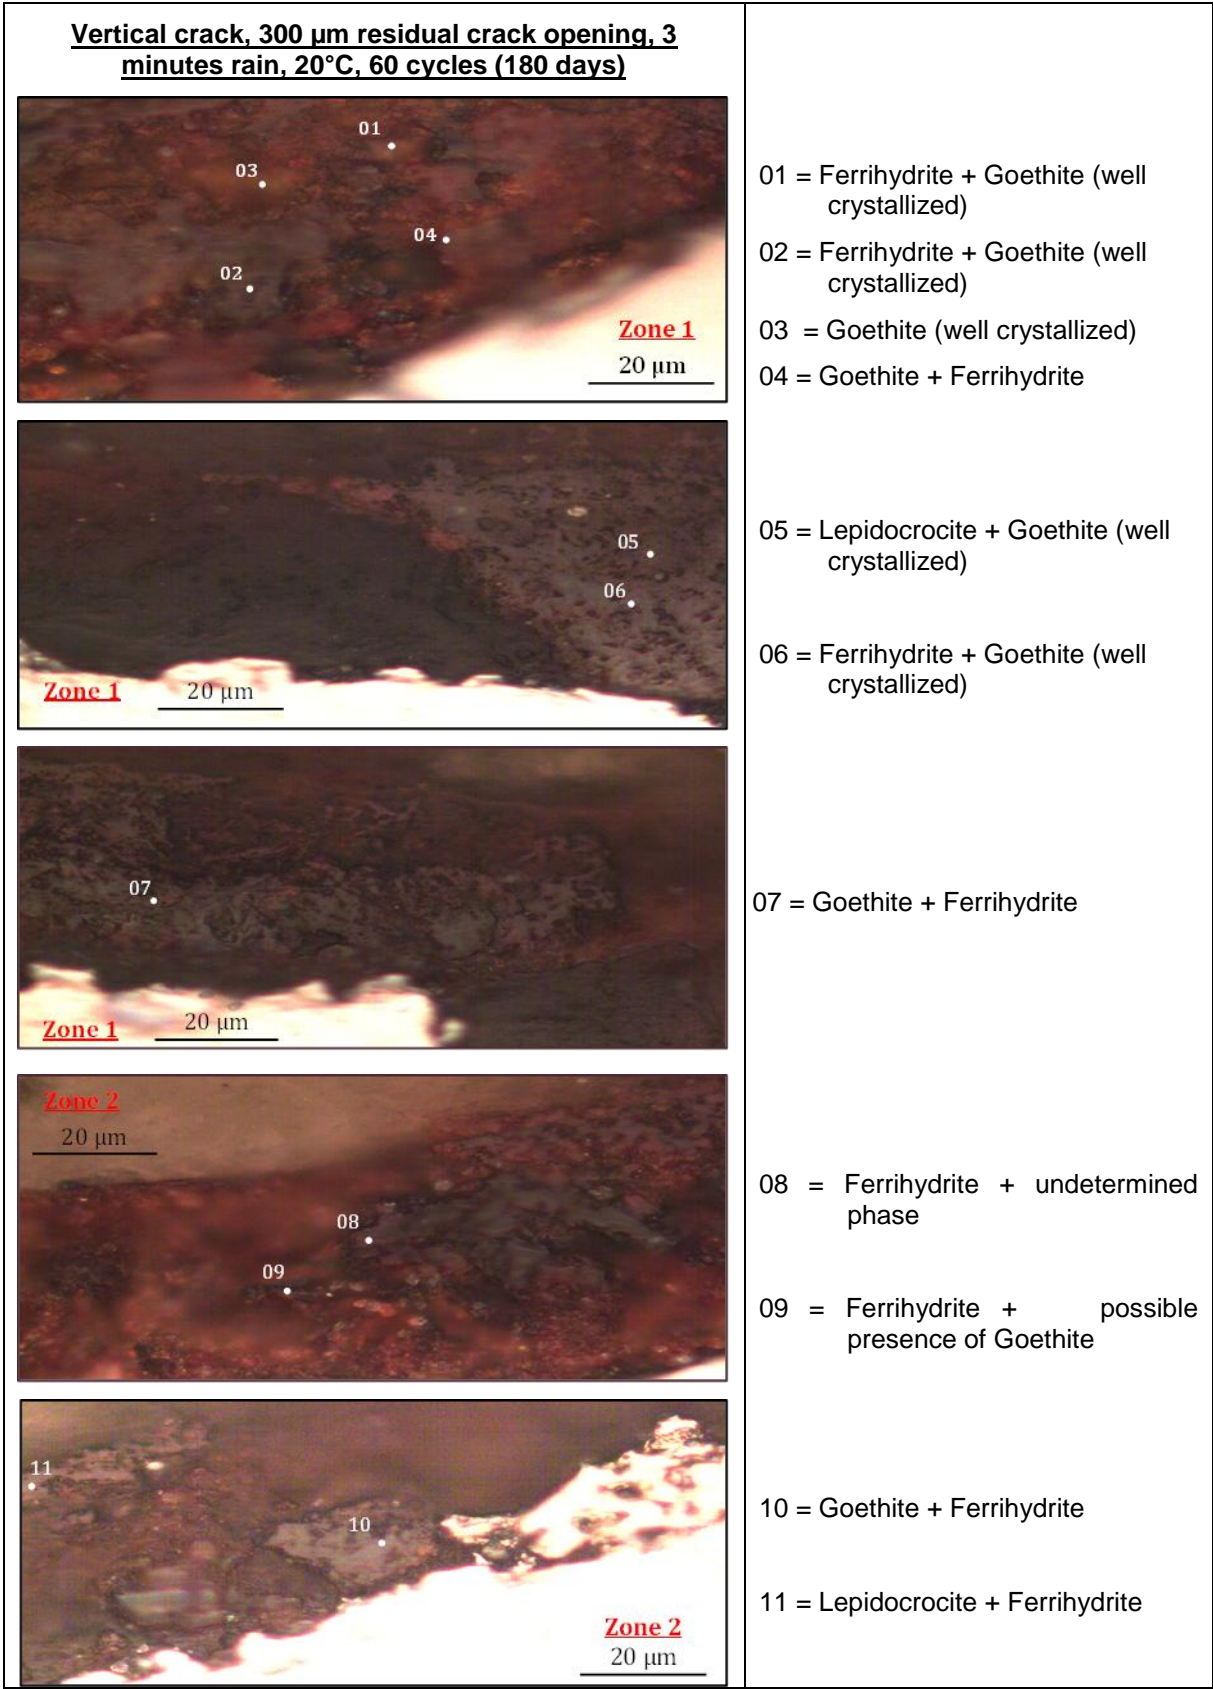 Vertical crack, 300 µm residual crack opening, 3
minutes rain, 20°C, 60 cycles (180 days)
01
03
04
02
Zone 1
20 µm
01 = Ferrihydrite + Goethite (well
crystallized)
02 = Ferrihydrite + Goethite (well
crystallized)
03 = Goethite (well crystallized)
04 = Goethite + Ferrihydrite
05
06
Zone 1
20 µm
05 = Lepidocrocite + Goethite (well
crystallized)
06 = Ferrihydrite + Goethite (well
crystallized)
07
Zone 1
20 µm
07 = Goethite + Ferrihydrite
Zone 2
20 µm
08
09
08 = Ferrihydrite + undetermined
phase
09 = Ferrihydrite + possible
presence of Goethite
11
10
Zone 2
20 µm
10 = Goethite + Ferrihydrite
11 = Lepidocrocite + Ferrihydrite